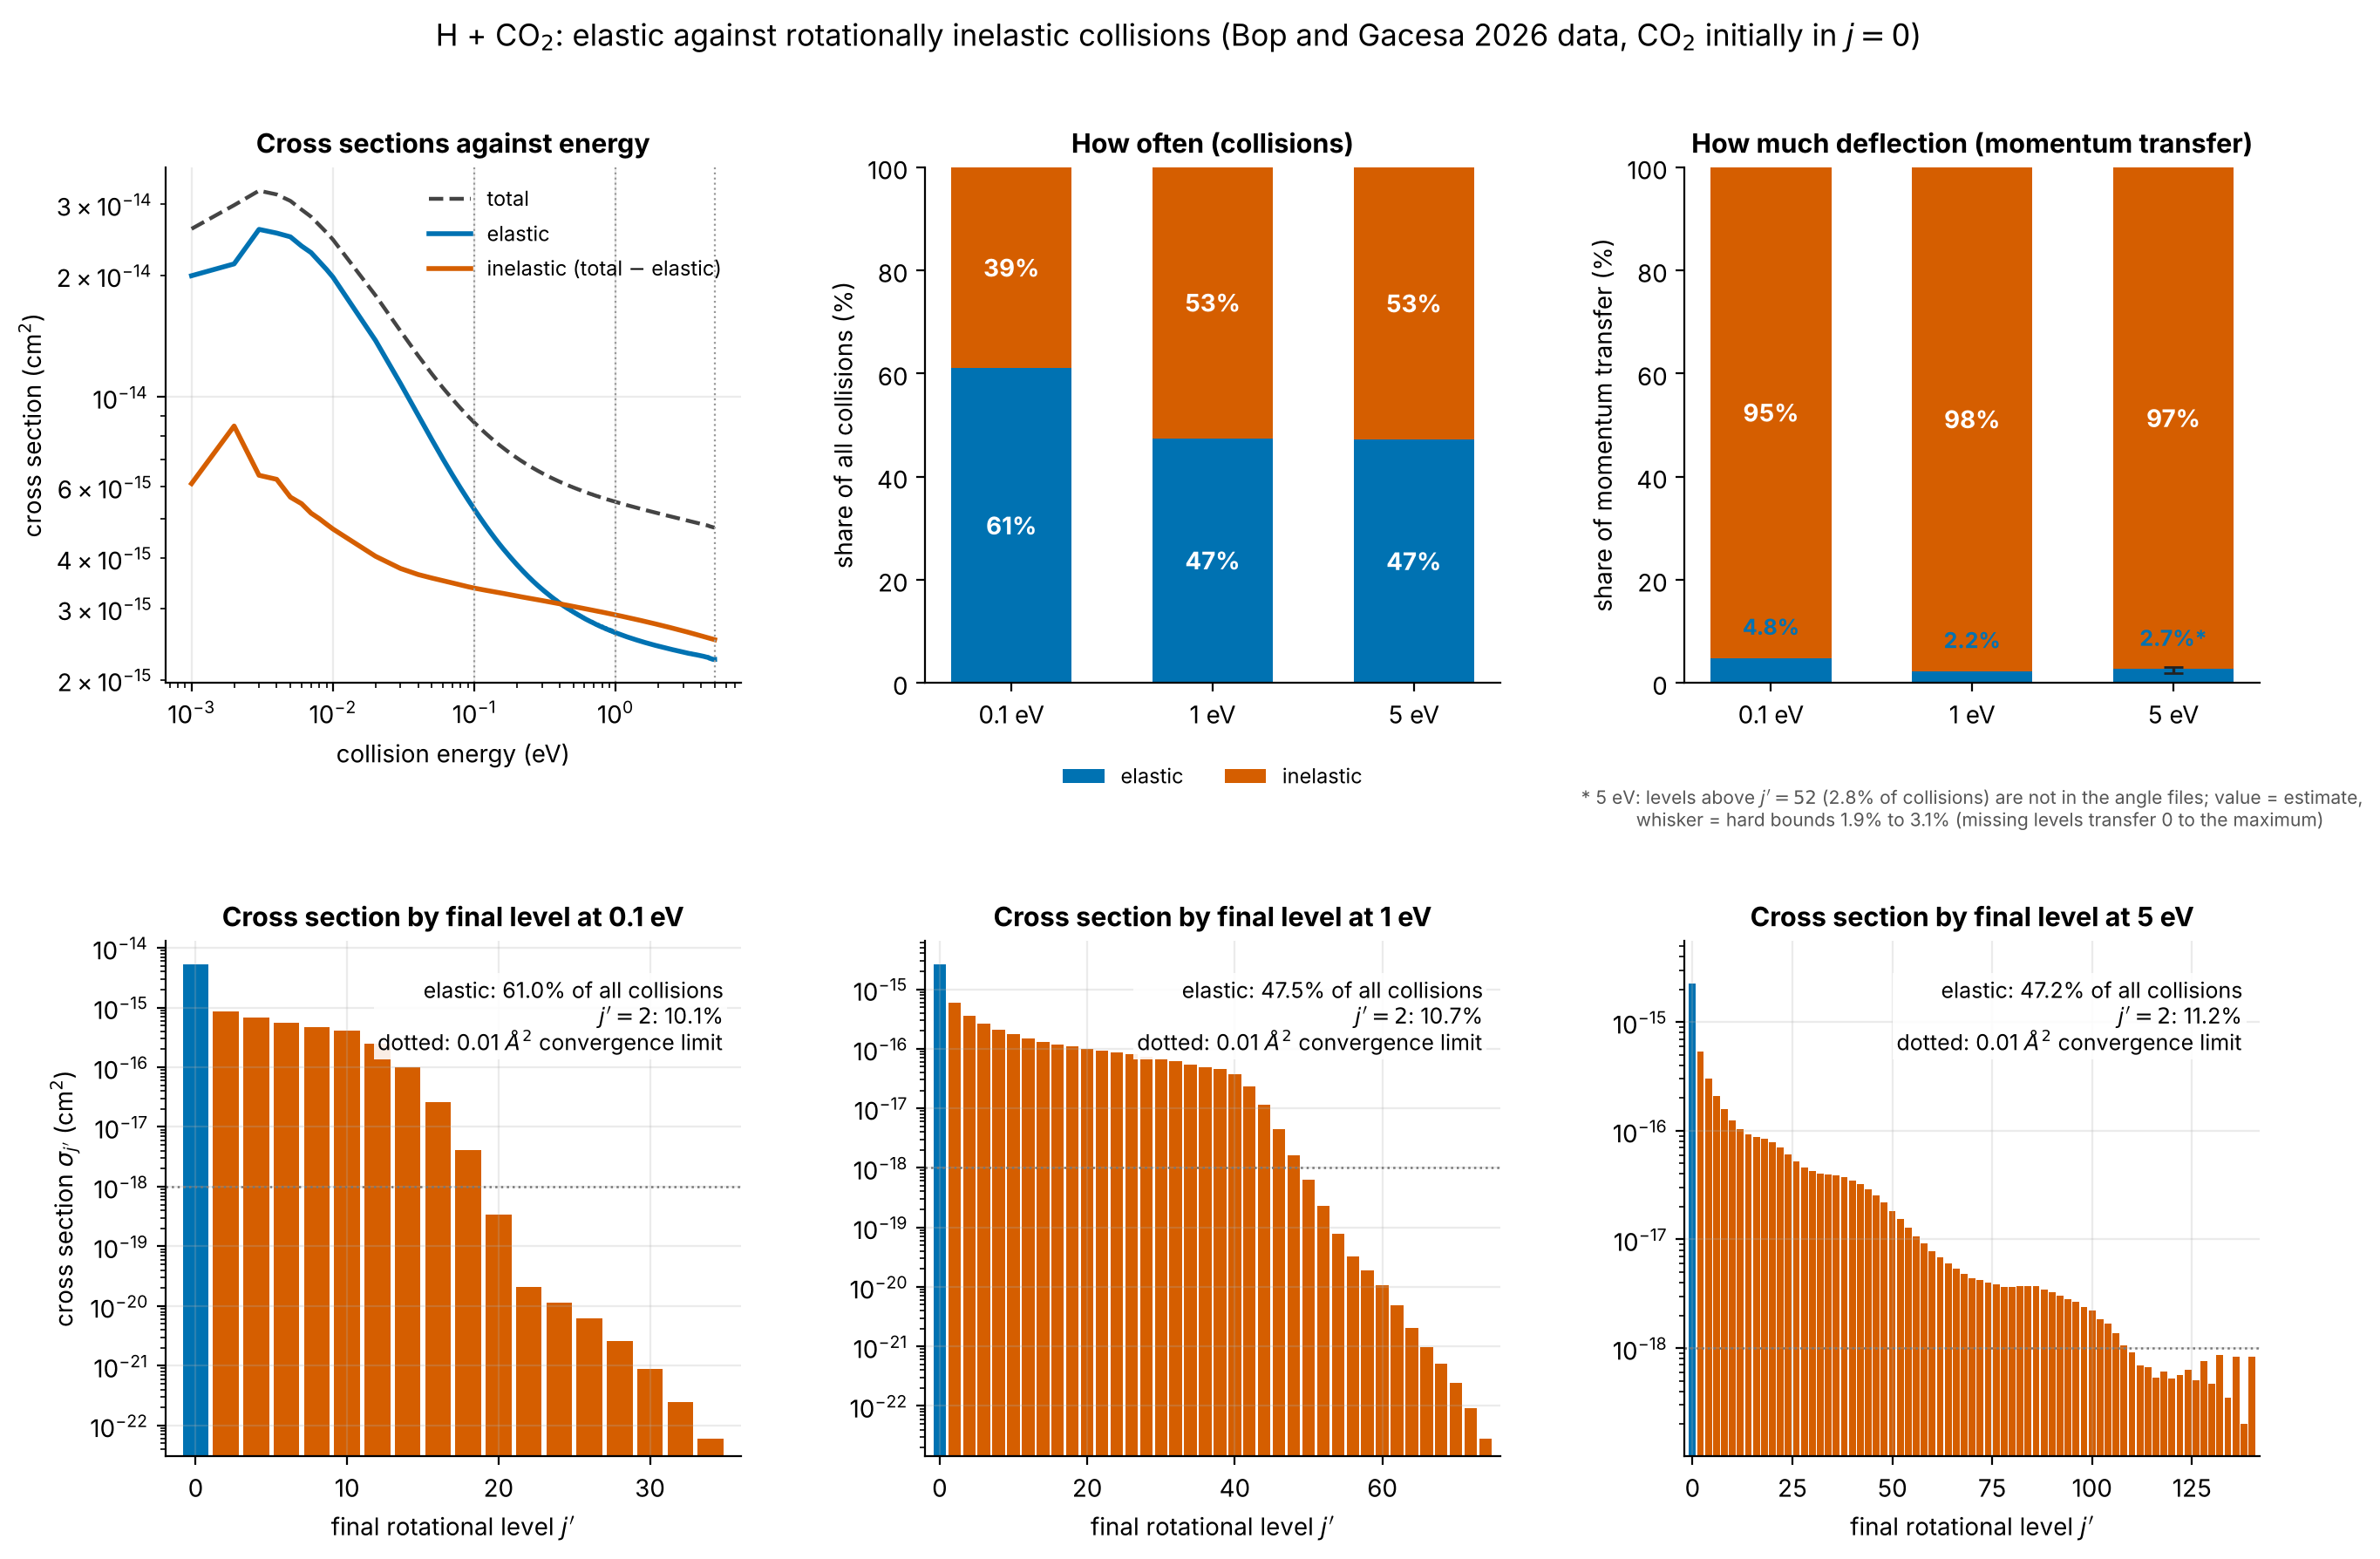 H + CO₂: elastic against rotationally inelastic collisions (Bop and Gacesa 2026 data, CO₂ initially in j = 0)
Cross sections against energy
cross section (cm²)
3 × 10⁻¹⁴
2 × 10⁻¹⁴
10⁻¹⁴
6 × 10⁻¹⁵
4 × 10⁻¹⁵
3 × 10⁻¹⁵
2 × 10⁻¹⁵
total
elastic
inelastic (total − elastic)
10⁻³ 10⁻² 10⁻¹ 10⁰
collision energy (eV)
How often (collisions)
share of all collisions (%)
100
80
60
40
20
0
39% 53% 53%
61% 47% 47%
0.1 eV 1 eV 5 eV
elastic inelastic
How much deflection (momentum transfer)
share of momentum transfer (%)
100
80
60
40
20
0
95% 98% 97%
4.8% 2.2% 2.7%*
0.1 eV 1 eV 5 eV
* 5 eV: levels above j′ = 52 (2.8% of collisions) are not in the angle files; value = estimate,
whisker = hard bounds 1.9% to 3.1% (missing levels transfer 0 to the maximum)
Cross section by final level at 0.1 eV
cross section σⱼ′ (cm²)
10⁻¹⁴
10⁻¹⁵
10⁻¹⁶
10⁻¹⁷
10⁻¹⁸
10⁻¹⁹
10⁻²⁰
10⁻²¹
10⁻²²
elastic: 61.0% of all collisions
j′ = 2: 10.1%
dotted: 0.01 Å² convergence limit
0 10 20 30
final rotational level j′
Cross section by final level at 1 eV
10⁻¹⁵
10⁻¹⁶
10⁻¹⁷
10⁻¹⁸
10⁻¹⁹
10⁻²⁰
10⁻²¹
10⁻²²
elastic: 47.5% of all collisions
j′ = 2: 10.7%
dotted: 0.01 Å² convergence limit
0 20 40 60
final rotational level j′
Cross section by final level at 5 eV
10⁻¹⁵
10⁻¹⁶
10⁻¹⁷
10⁻¹⁸
elastic: 47.2% of all collisions
j′ = 2: 11.2%
dotted: 0.01 Å² convergence limit
0 25 50 75 100 125
final rotational level j′